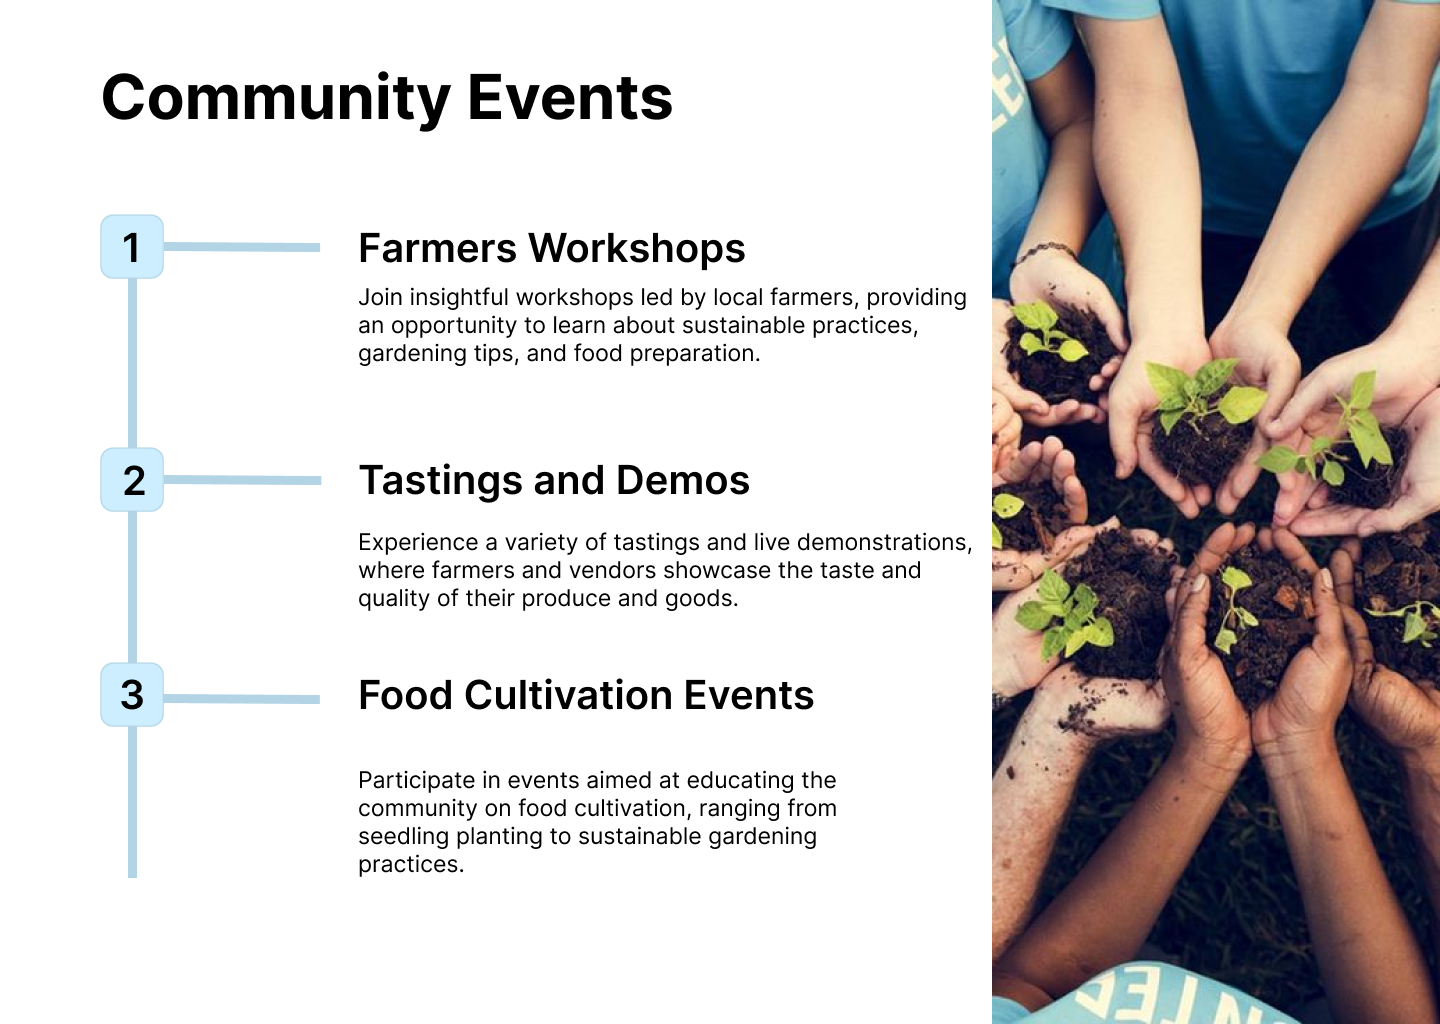 Community Events
1
Farmers Workshops
Join insightful workshops led by local farmers, providing
an opportunity to learn about sustainable practices,
gardening tips, and food preparation.
2
Tastings and Demos
Experience a variety of tastings and live demonstrations,
where farmers and vendors showcase the taste and
quality of their produce and goods.
3
Food Cultivation Events
Participate in events aimed at educating the
community on food cultivation, ranging from
seedling planting to sustainable gardening
practices.